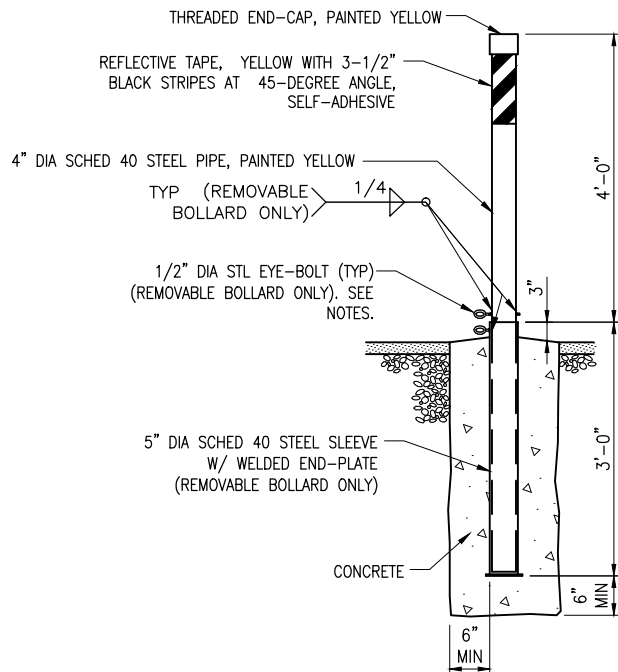 THREADED END-CAP, PAINTED YELLOW
REFLECTIVE TAPE, YELLOW WITH 3-1/2"
BLACK STRIPES AT 45-DEGREE ANGLE,
SELF-ADHESIVE
4" DIA SCHED 40 STEEL PIPE, PAINTED YELLOW
TYP (REMOVABLE
BOLLARD ONLY)
1/4
1/2" DIA STL EYE-BOLT (TYP)
(REMOVABLE BOLLARD ONLY). SEE
NOTES.
5" DIA SCHED 40 STEEL SLEEVE
W/ WELDED END-PLATE
(REMOVABLE BOLLARD ONLY)
CONCRETE
4'-0"
3"
3'-0"
6"
MIN
6"
MIN